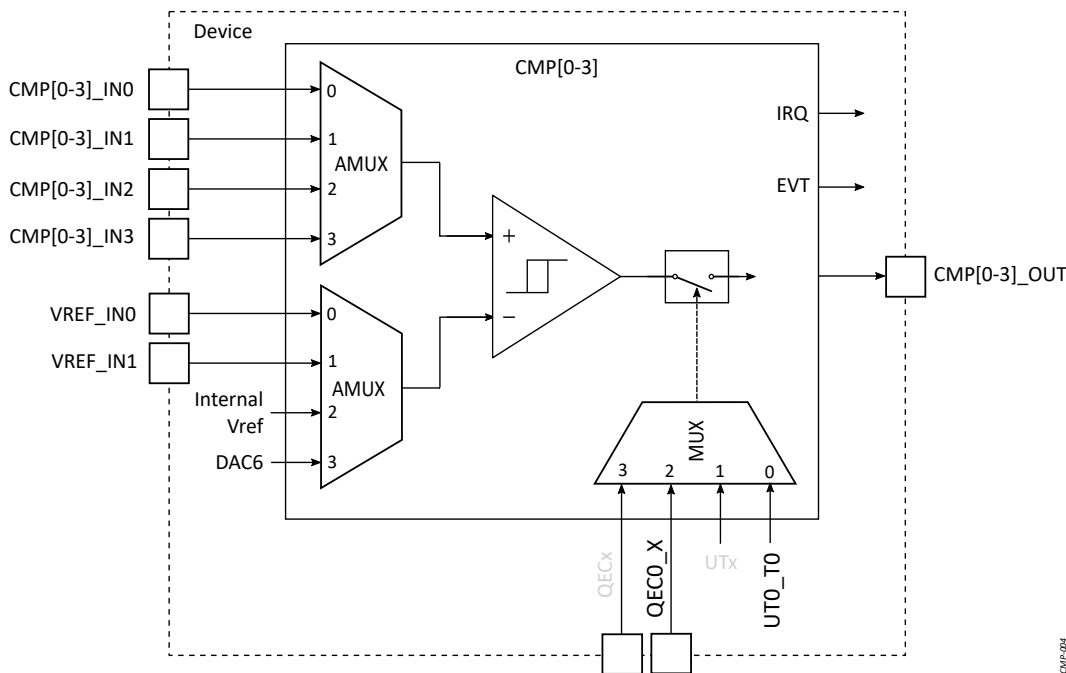 Device
CMP[0-3]
CMP[0-3]_IN0
CMP[0-3]_IN1
CMP[0-3]_IN2
CMP[0-3]_IN3
0
1
AMUX
2
3
IRQ
EVT
CMP[0-3]_OUT
+
−
VREF_IN0
VREF_IN1
Internal
Vref
DAC6
0
1
AMUX
2
3
MUX
3
2
1
0
QECx
QEC0_X
UTx
UT0_T0
CMP-004